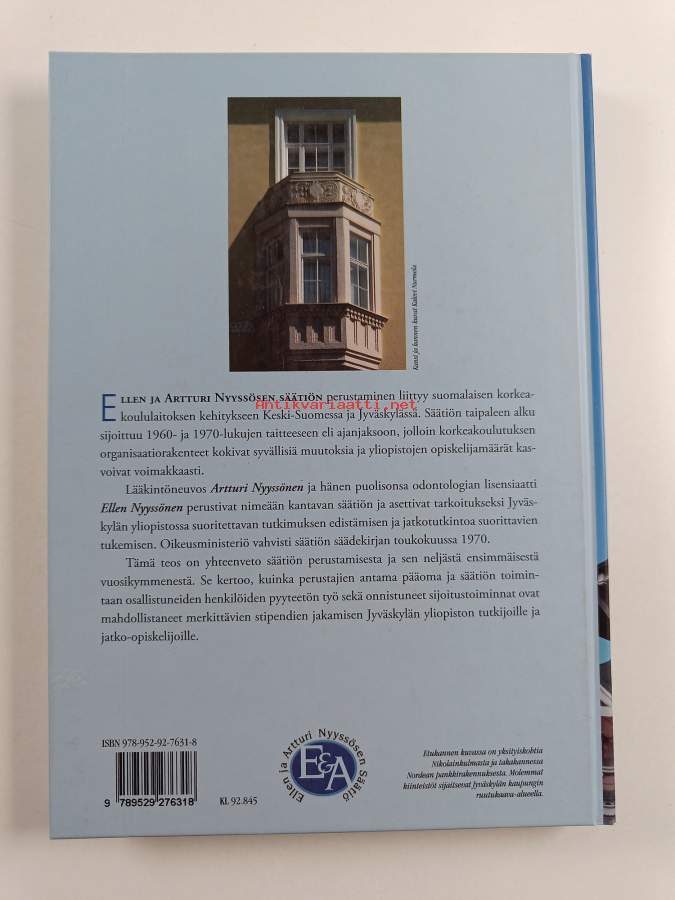 Kansi ja kannen kuvat Kalevi Nurmela
ELLEN JA ARTTURI NYYSSÖSEN SÄÄTIÖN perustaminen liittyy suomalaisen korkea-
koululaitoksen kehitykseen Keski-Suomessa ja Jyväskylässä. Säätiön taipaleen alku
Antikvariaatti.net
sijoittuu 1960- ja 1970-lukujen taitteeseen eli ajanjaksoon, jolloin korkeakoulutuksen
organisaatiorakenteet kokivat syvällisiä muutoksia ja yliopistojen opiskelijamäärät kas-
voivat voimakkaasti.
Lääkintöneuvos Artturi Nyyssönen ja hänen puolisonsa odontologian lisensiaatti
Ellen Nyyssönen perustivat nimeään kantavan säätiön ja asettivat tarkoitukseksi Jyväs-
kylän yliopistossa suoritettavan tutkimuksen edistämisen ja jatkotutkintoa suorittavien
tukemisen. Oikeusministeriö vahvisti säätiön säädekirjan toukokuussa 1970.
Tämä teos on yhteenveto säätiön perustamisesta ja sen neljästä ensimmäisestä
vuosikymmenestä. Se kertoo, kuinka perustajien antama pääoma ja säätiön toimin-
taan osallistuneiden henkilöiden pyyteetön työ sekä onnistuneet sijoitustoiminnat ovat
mahdollistaneet merkittävien stipendien jakamisen Jyväskylän yliopiston tutkijoille ja
jatko-opiskelijoille.
ISBN 978-952-92-7631-8
9 789529 276318
KL 92.845
Ellen ja Artturi Nyyssösen Säätiö
E&A
Etukannen kuvassa on yksityiskohtia
Nikolainkulmasta ja takakannessa
Nordean pankkirakennuksesta. Molemmat
kiinteistöt sijaitsevat Jyväskylän kaupungin
ruutukaava-alueella.